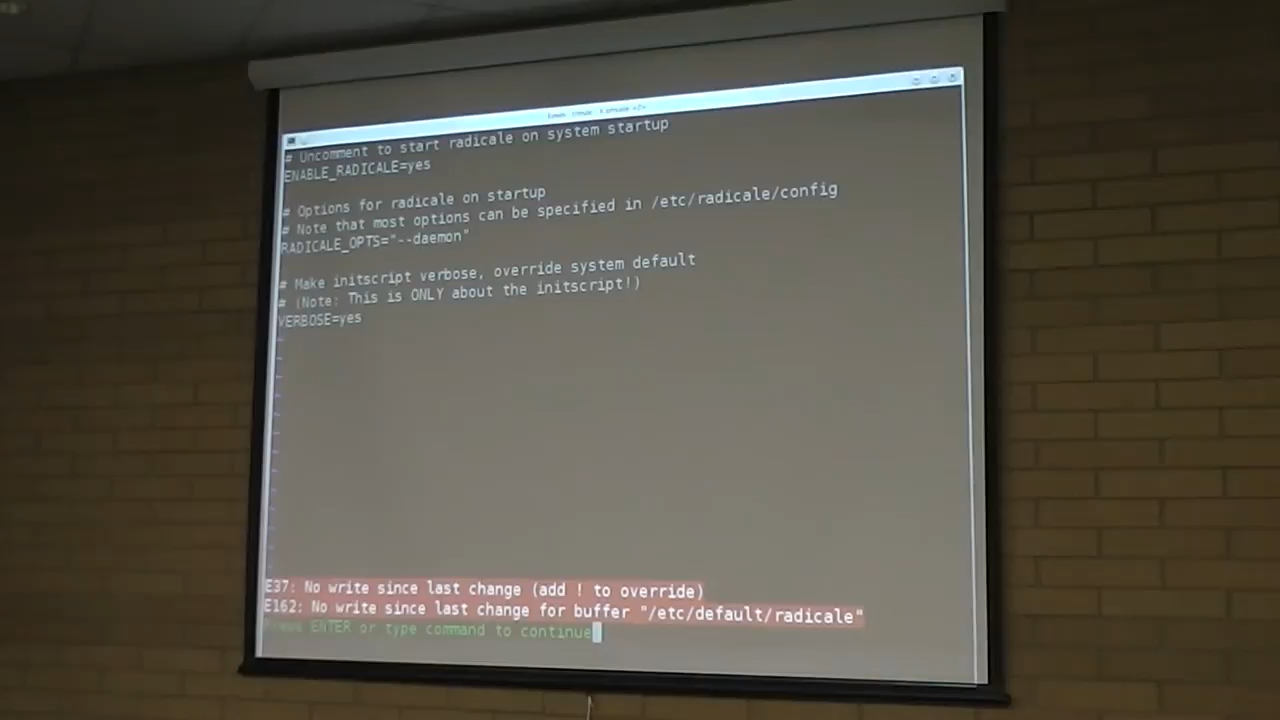 # Uncomment to start radicale on system startup
ENABLE_RADICALE=yes
# Options for radicale on startup
# Note that most options can be specified in /etc/radicale/config
RADICALE_OPTS="--daemon"
# Make initscript verbose, override system default
# (Note: This is ONLY about the initscript!)
VERBOSE=yes
~
~
~
~
~
~
~
~
~
~
~
~
~
E37: No write since last change (add ! to override)
E162: No write since last change for buffer "/etc/default/radicale"
Press ENTER or type command to continue